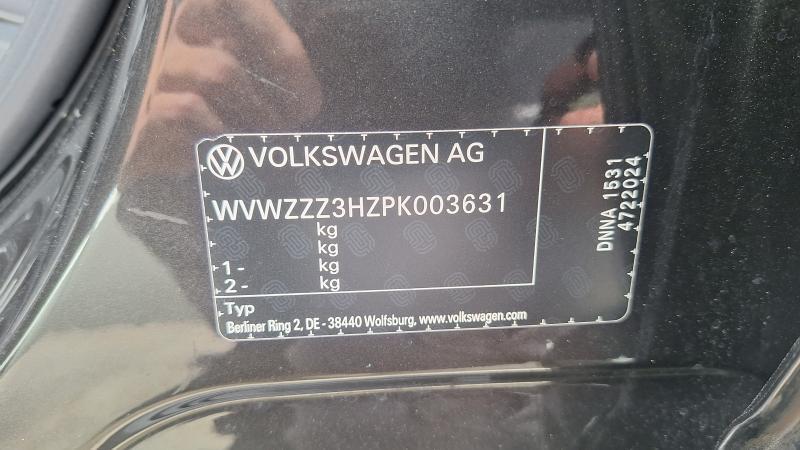 VOLKSWAGEN AG
WVWZZZ3HZPK003631
kg
kg
1- kg
2- kg
Typ
Berliner Ring 2, DE - 38440 Wolfsburg, www.volkswagen.com
DNNA 1531
4722024